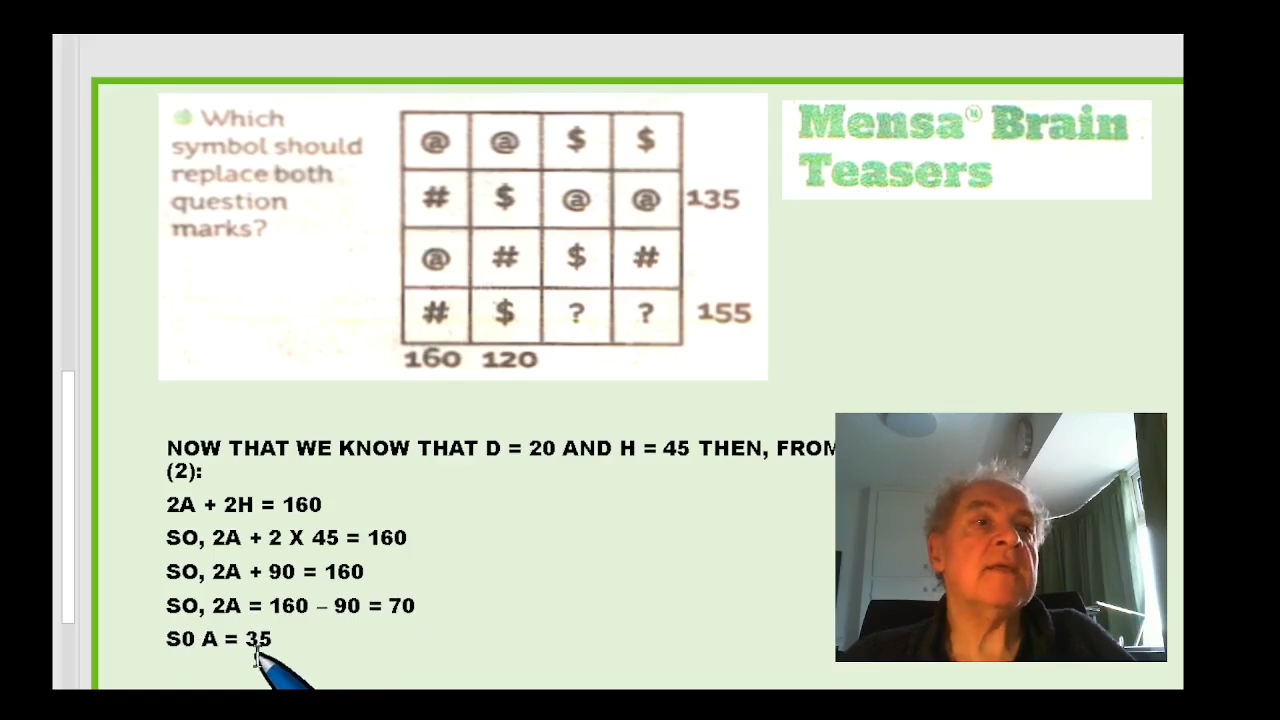 Which
symbol should
replace both
question
marks?
@ @ $ $
# $ @ @ 135
@ # $ #
# $ ? ? 155
160 120
Mensa® Brain
Teasers
NOW THAT WE KNOW THAT D = 20 AND H = 45 THEN, FROM
(2):
2A + 2H = 160
SO, 2A + 2 X 45 = 160
SO, 2A + 90 = 160
SO, 2A = 160 – 90 = 70
S0 A = 35